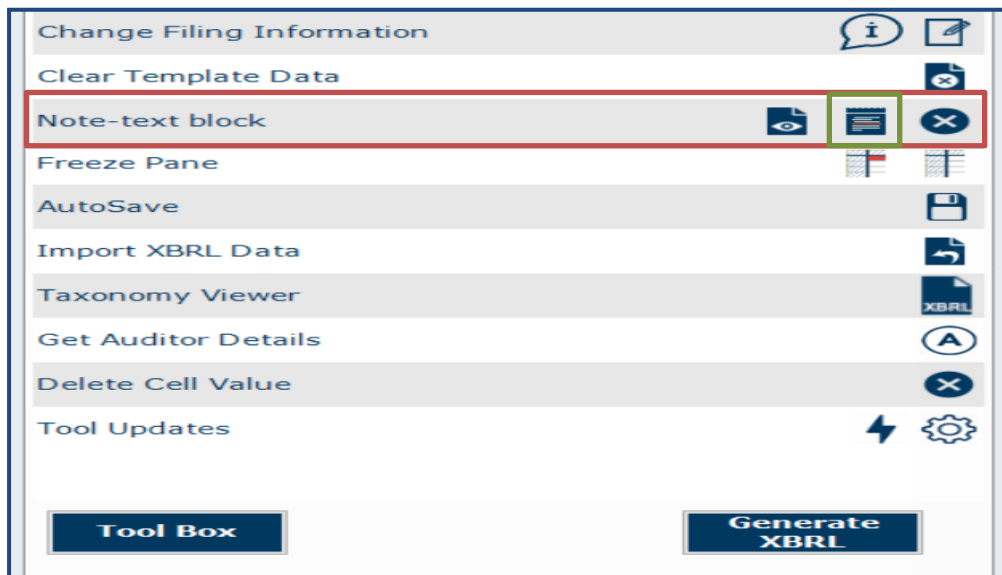 Change Filing Information
i
Clear Template Data
Note-text block
Freeze Pane
AutoSave
Import XBRL Data
Taxonomy Viewer
XBRL
Get Auditor Details
A
Delete Cell Value
Tool Updates
Tool Box
Generate
XBRL